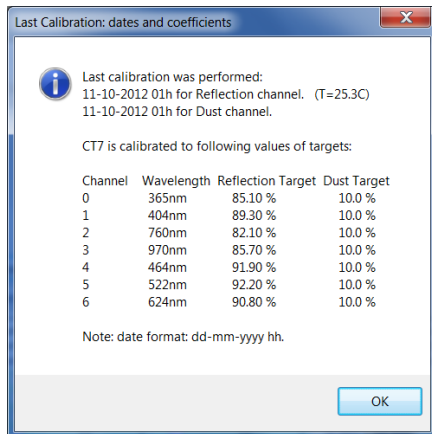 Last Calibration: dates and coefficients
Last calibration was performed:
11-10-2012 01h for Reflection channel. (T=25.3C)
11-10-2012 01h for Dust channel.
CT7 is calibrated to following values of targets:
Channel Wavelength Reflection Target Dust Target
0 365nm 85.10 % 10.0 %
1 404nm 89.30 % 10.0 %
2 760nm 82.10 % 10.0 %
3 970nm 85.70 % 10.0 %
4 464nm 91.90 % 10.0 %
5 522nm 92.20 % 10.0 %
6 624nm 90.80 % 10.0 %
Note: date format: dd-mm-yyyy hh.
OK